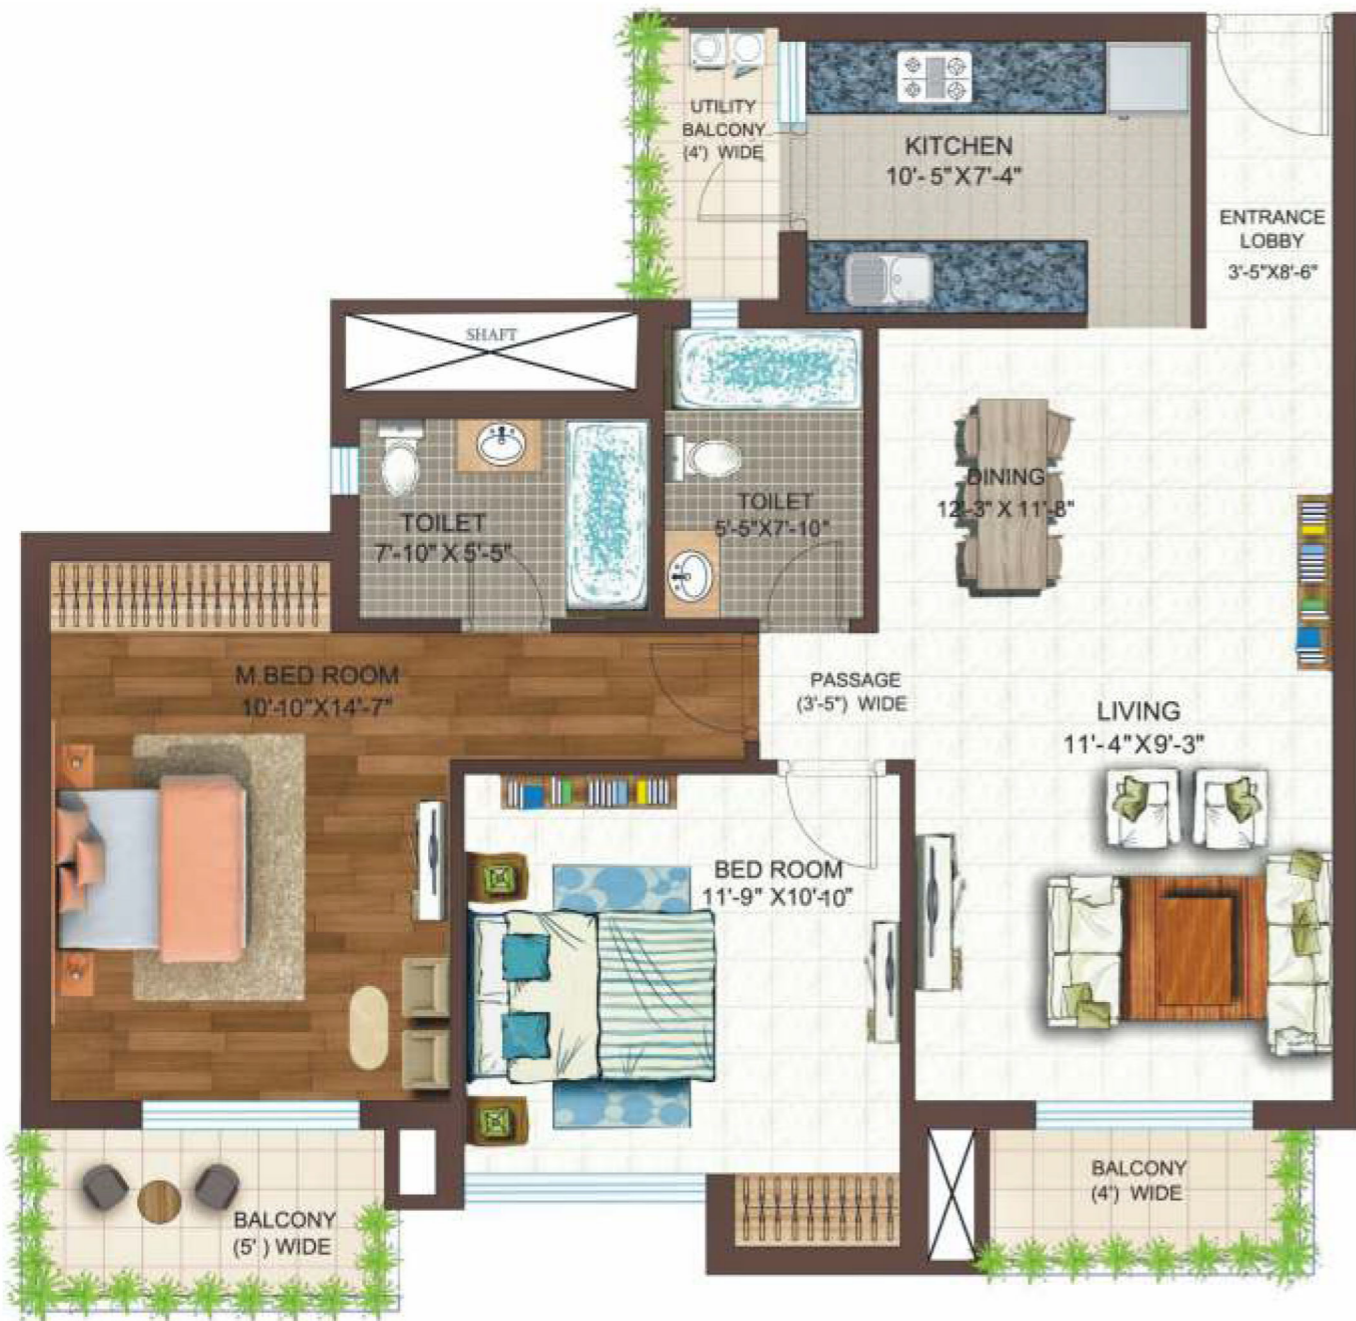 UTILITY
BALCONY
(4') WIDE
KITCHEN
10'- 5"X7'-4"
ENTRANCE
LOBBY
3'-5"X8'-6"
SHAFT
TOILET
7'-10" X 5'-5"
TOILET
5'-5"X7'-10"
DINING
12'-3" X 11'-8"
M.BED ROOM
10'-10"X14'-7"
PASSAGE
(3'-5") WIDE
LIVING
11'- 4"X9'-3"
BED ROOM
11'-9" X10'-10"
BALCONY
(5' ) WIDE
BALCONY
(4') WIDE